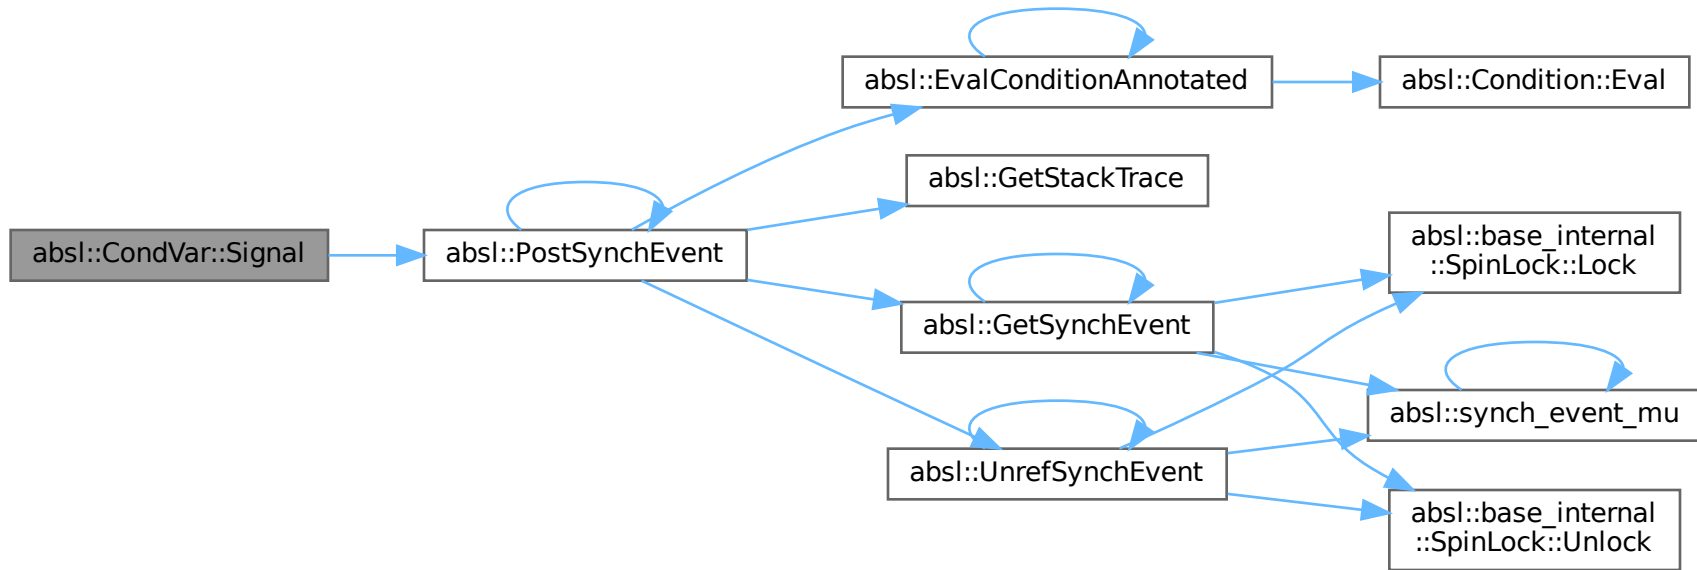 absl::CondVar::Signal
absl::PostSynchEvent
absl::EvalConditionAnnotated
absl::GetStackTrace
absl::GetSynchEvent
absl::UnrefSynchEvent
absl::Condition::Eval
absl::base_internal
::SpinLock::Lock
absl::synch_event_mu
absl::base_internal
::SpinLock::Unlock